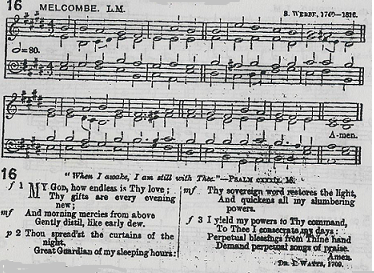 16 MELCOMBE. L.M. S. WEBBE, 1740–1816.
=80.
A-men.
16 "When I awake, I am still with Thee."—PSALM cxxxix. 18.
f 1 MY God, how endless is Thy love;
Thy gifts are every evening
new;
mf And morning mercies from above
Gently distil, like early dew.
p 2 Thou spread'st the curtains of the
night,
Great Guardian of my sleeping hours:
mf Thy sovereign word restores the light,
And quickens all my slumbering
powers.
f 3 I yield my powers to Thy command,
To Thee I consecrate my days:
Perpetual blessings from Thine hand
Demand perpetual songs of praise.
Amen.
DR. I. WATTS, 1709.